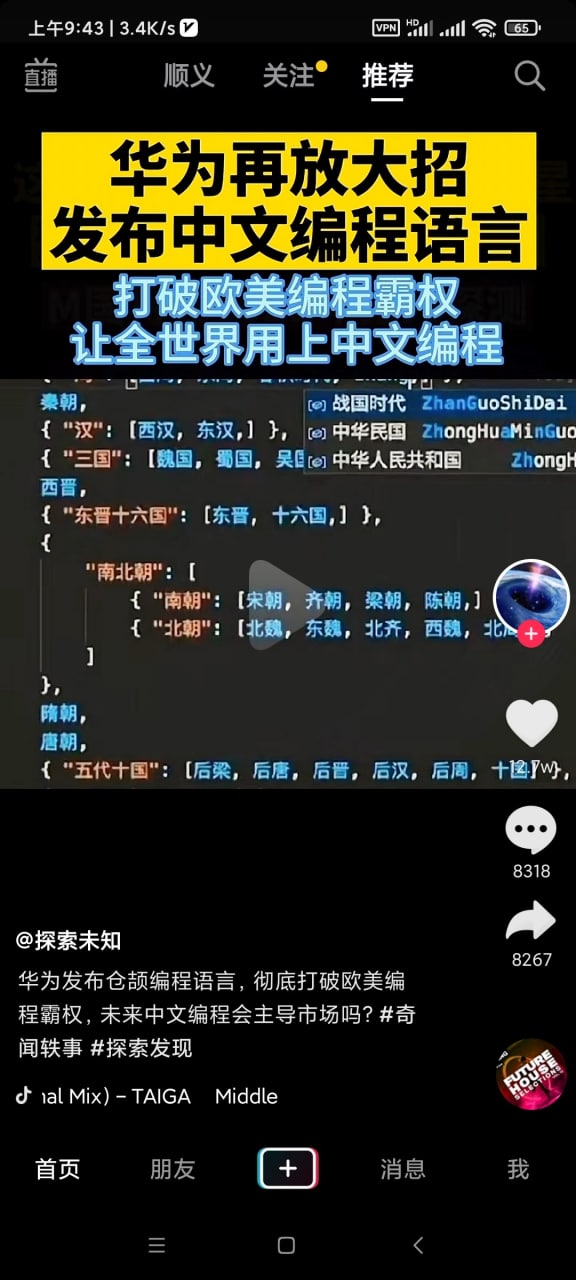 上午9:43 | 3.4K/s
VPN HD 65
直播 顺义 关注 推荐
华为再放大招
发布中文编程语言
打破欧美编程霸权
让全世界用上中文编程
秦朝,
战国时代 ZhanGuoShiDai
{ "汉": [西汉, 东汉,] },
中华民国 ZhongHuaMinGuo
{ "三国": [魏国, 蜀国, 吴国
中华人民共和国 ZhongH
西晋,
{ "东晋十六国": [东晋, 十六国,] },
{
"南北朝": [
{ "南朝": [宋朝, 齐朝, 梁朝, 陈朝,]
{ "北朝": [北魏, 东魏, 北齐, 西魏, 北周
]
},
隋朝,
唐朝,
{ "五代十国": [后梁, 后唐, 后晋, 后汉, 后周, 十国] },
12.7w
8318
8267
@探索未知
华为发布仓颉编程语言, 彻底打破欧美编
程霸权, 未来中文编程会主导市场吗? #奇
闻轶事 #探索发现
nal Mix) – TAIGA Middle
FUTURE
HOUSE
SELECTIONS
首页 朋友 消息 我